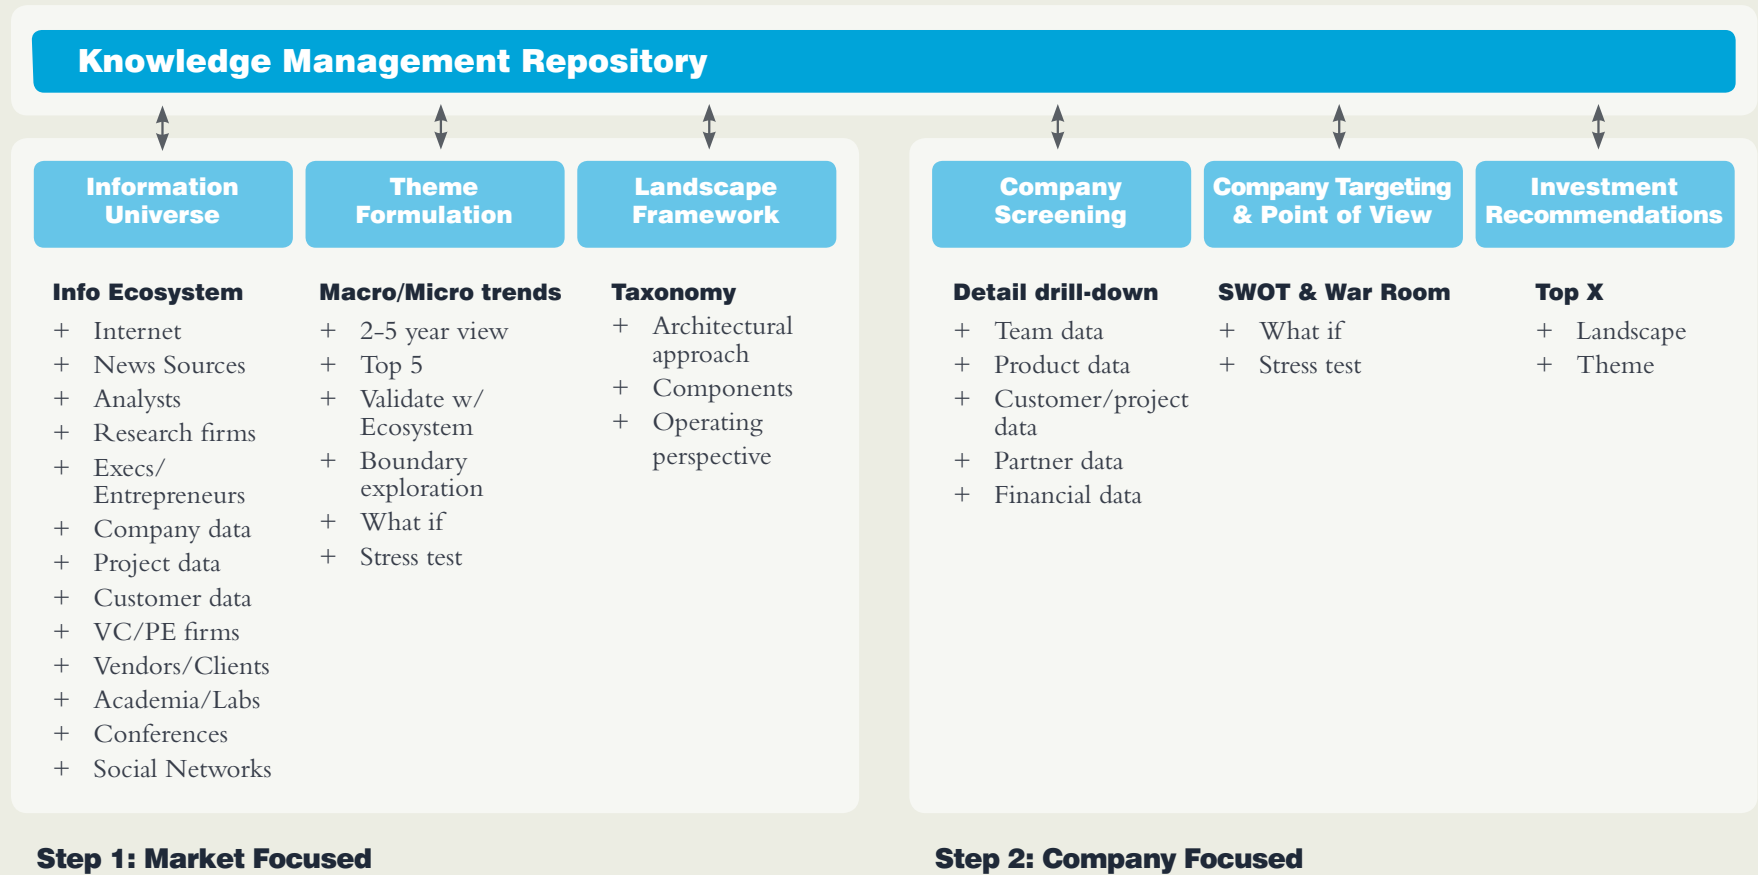 Knowledge Management Repository
Information
Universe
Info Ecosystem
+ Internet
+ News Sources
+ Analysts
+ Research firms
+ Execs/
Entrepreneurs
+ Company data
+ Project data
+ Customer data
+ VC/PE firms
+ Vendors/Clients
+ Academia/Labs
+ Conferences
+ Social Networks
Theme
Formulation
Macro/Micro trends
+ 2-5 year view
+ Top 5
+ Validate w/
Ecosystem
+ Boundary
exploration
+ What if
+ Stress test
Landscape
Framework
Taxonomy
+ Architectural
approach
+ Components
+ Operating
perspective
Step 1: Market Focused
Company
Screening
Detail drill-down
+ Team data
+ Product data
+ Customer/project
data
+ Partner data
+ Financial data
Company Targeting
& Point of View
SWOT & War Room
+ What if
+ Stress test
Investment
Recommendations
Top X
+ Landscape
+ Theme
Step 2: Company Focused